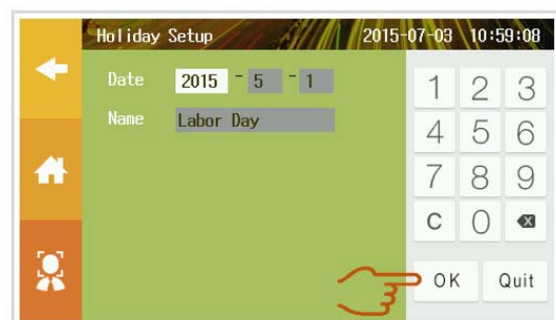 Holiday Setup 2015-07-03 10:59:08
Date 2015 - 5 - 1
Name Labor Day
1 2 3
4 5 6
7 8 9
C 0
OK Quit